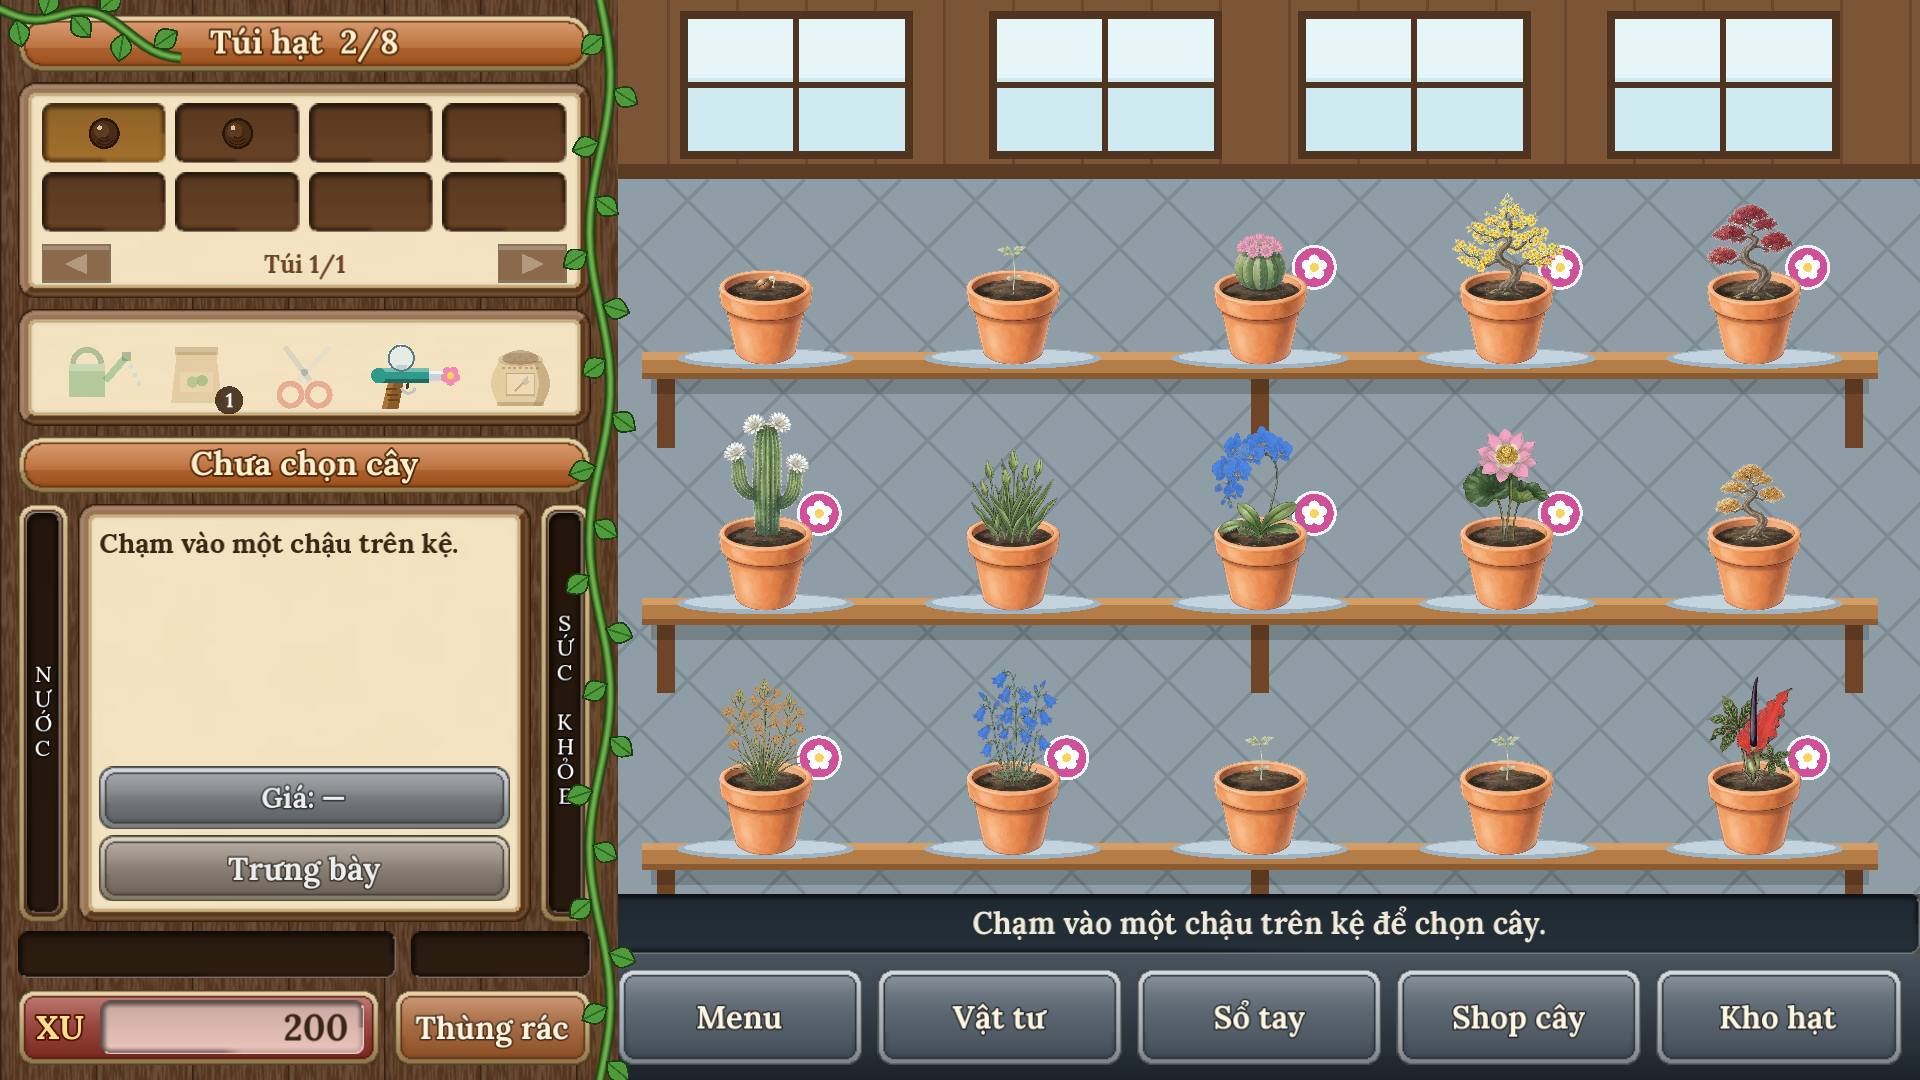 Túi hạt 2/8
Túi 1/1
1
Chưa chọn cây
Chạm vào một chậu trên kệ.
NƯỚC
SỨC KHỎE
Giá: —
Trưng bày
XU 200
Thùng rác
Chạm vào một chậu trên kệ để chọn cây.
Menu
Vật tư
Sổ tay
Shop cây
Kho hạt